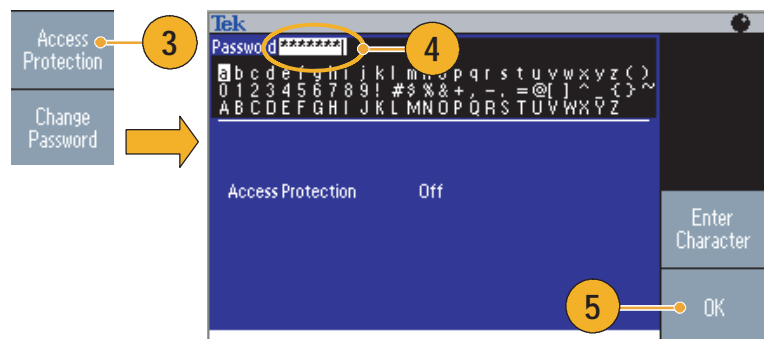 Access
Protection
3
Change
Password
Tek
Password *******
4
a b c d e f g h i j k l m n o p q r s t u v w x y z ( )
0 1 2 3 4 5 6 7 8 9 ! # $ % & + , - . = @ [ ] ^ _ { } ~
A B C D E F G H I J K L M N O P Q R S T U V W X Y Z
Access Protection Off
Enter
Character
5
OK